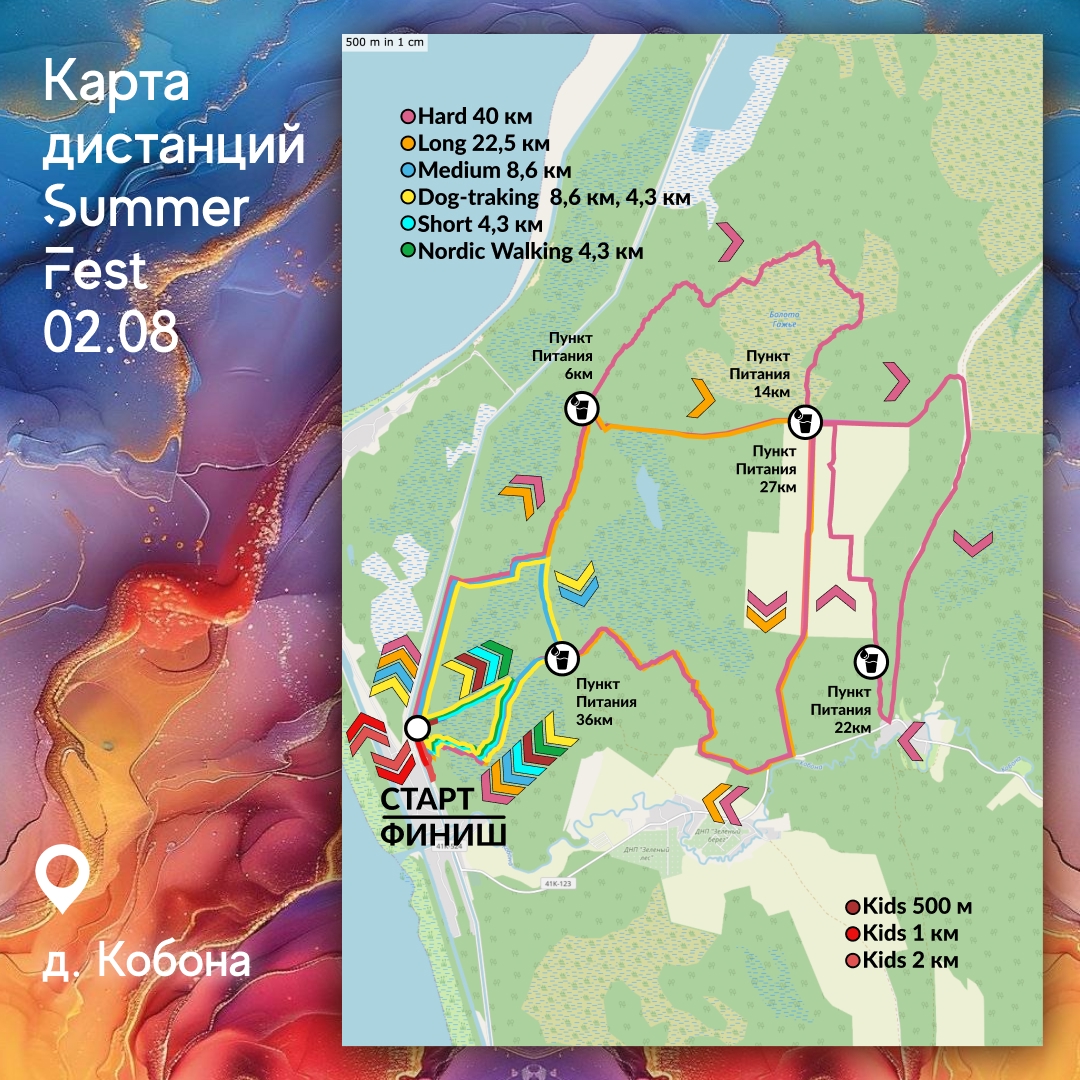 Карта
дистанций
Summer
Fest
02.08
д. Кобона
500 m in 1 cm
Hard 40 км
Long 22,5 км
Medium 8,6 км
Dog-traking 8,6 км, 4,3 км
Short 4,3 км
Nordic Walking 4,3 км
Болото
Гажье
Пункт
Питания
6км
Пункт
Питания
14км
Пункт
Питания
27км
Пункт
Питания
36км
Пункт
Питания
22км
СТАРТ
ФИНИШ
ДНП "Зеленый
берег"
ДНП "Зеленый
лес"
41К-123
Kids 500 м
Kids 1 км
Kids 2 км